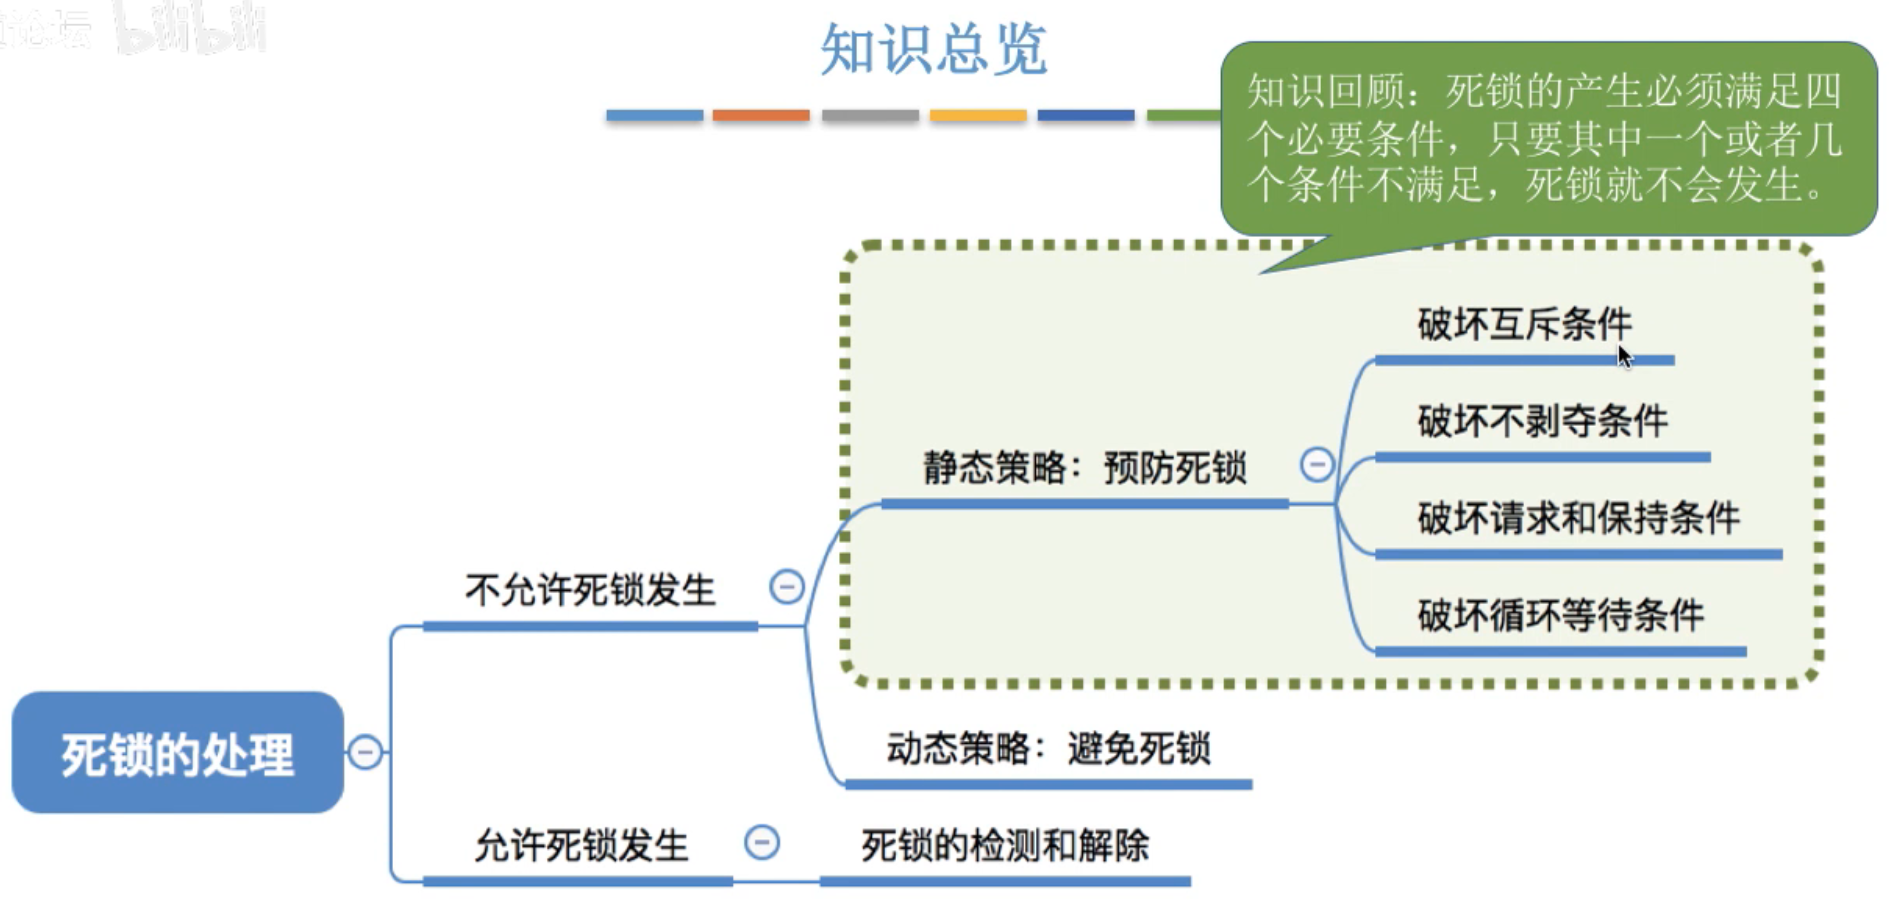 论坛 bilibili
知识总览
知识回顾：死锁的产生必须满足四
个必要条件，只要其中一个或者几
个条件不满足，死锁就不会发生。
破坏互斥条件
破坏不剥夺条件
静态策略：预防死锁
破坏请求和保持条件
不允许死锁发生
破坏循环等待条件
死锁的处理
动态策略：避免死锁
允许死锁发生
死锁的检测和解除